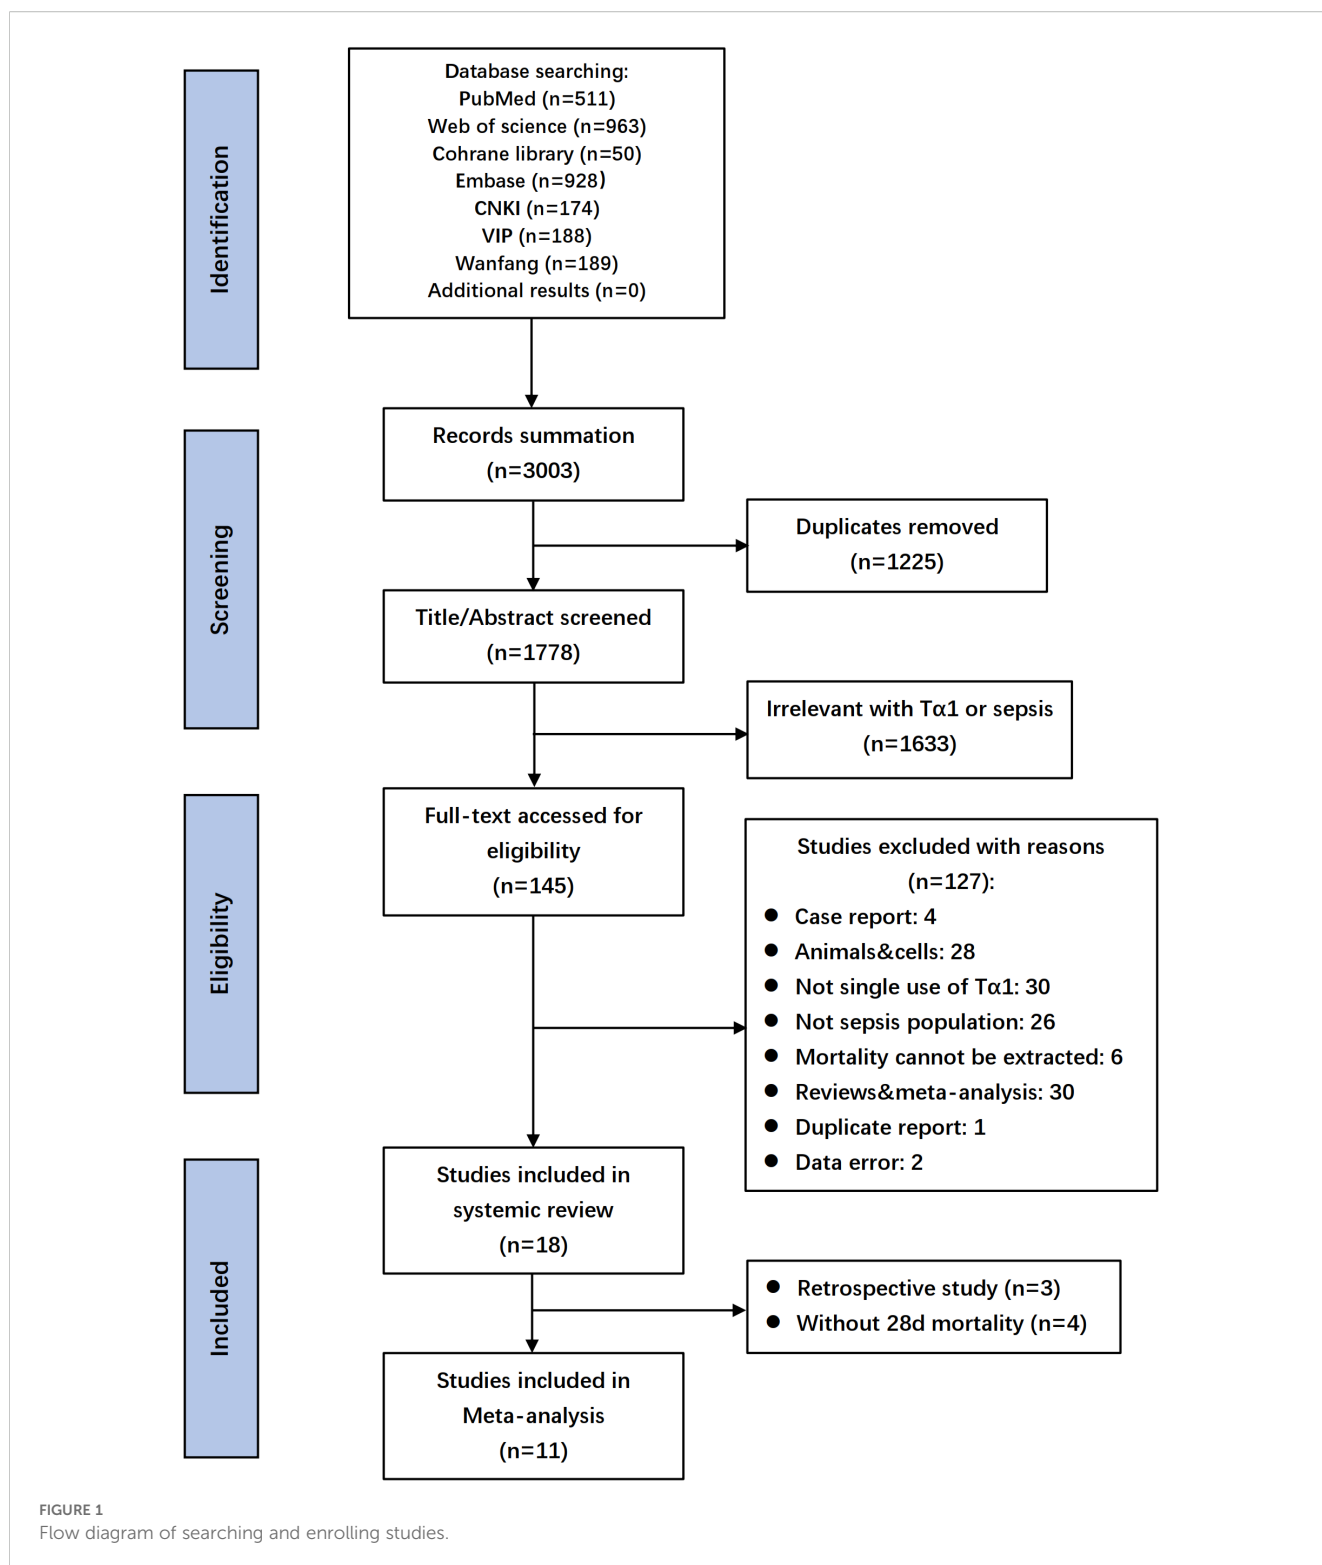 Identification
Database searching:
PubMed (n=511)
Web of science (n=963)
Cohrane library (n=50)
Embase (n=928)
CNKI (n=174)
VIP (n=188)
Wanfang (n=189)
Additional results (n=0)
Screening
Records summation
(n=3003)
Duplicates removed
(n=1225)
Title/Abstract screened
(n=1778)
Irrelevant with Tα1 or sepsis
(n=1633)
Eligibility
Full-text accessed for
eligibility
(n=145)
Studies excluded with reasons
(n=127):
● Case report: 4
● Animals&cells: 28
● Not single use of Tα1: 30
● Not sepsis population: 26
● Mortality cannot be extracted: 6
● Reviews&meta-analysis: 30
● Duplicate report: 1
● Data error: 2
Included
Studies included in
systemic review
(n=18)
● Retrospective study (n=3)
● Without 28d mortality (n=4)
Studies included in
Meta-analysis
(n=11)
FIGURE 1
Flow diagram of searching and enrolling studies.